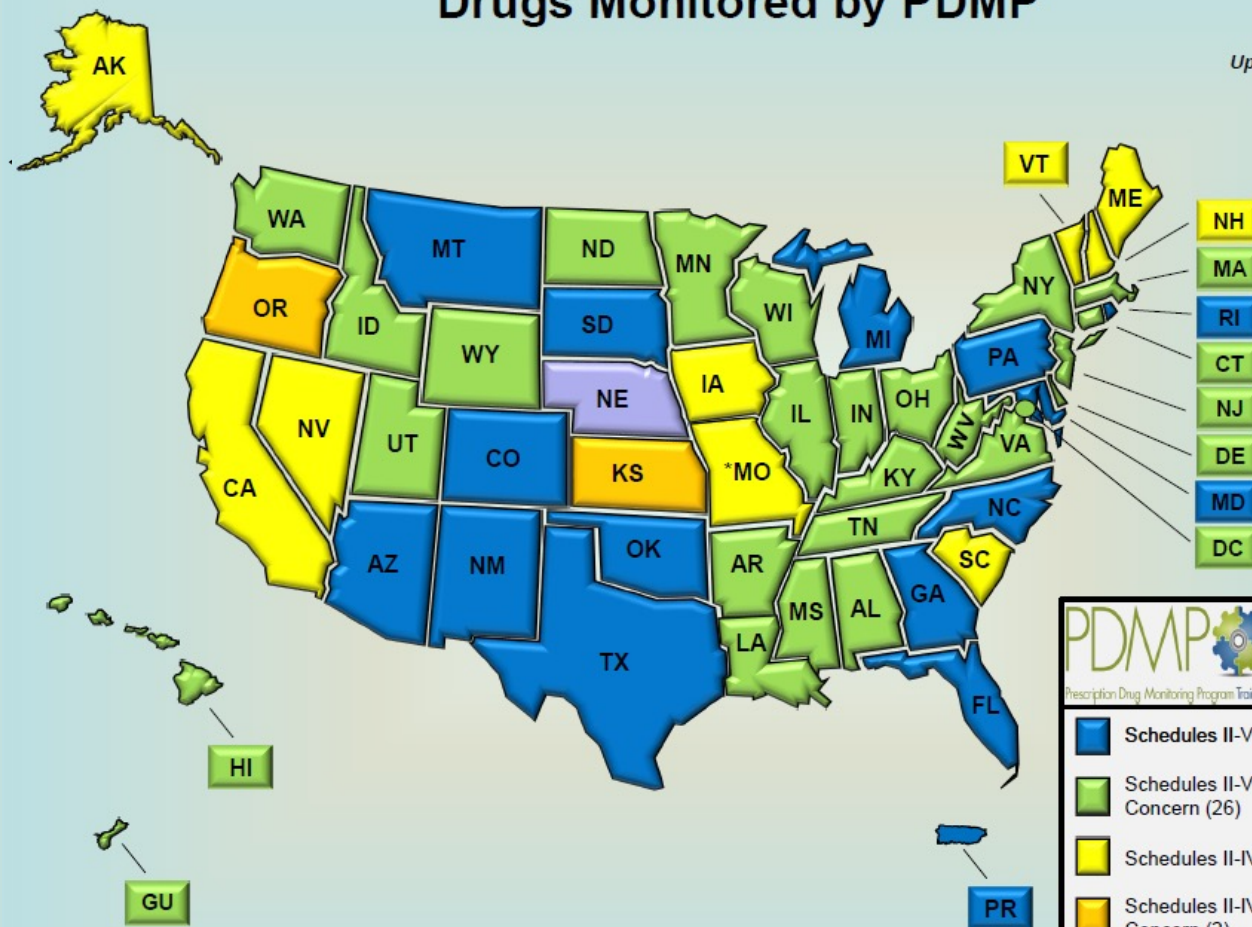 Drugs Monitored by PDMP
Up
AK
VT
ME
WA
MT
ND
MN
NH
MA
NY
WI
OR
ID
SD
MI
RI
WY
PA
CT
IA
NE
OH
IL
IN
NJ
NV
UT
CO
WV
VA
DE
KS
*MO
KY
CA
MD
NC
TN
DC
OK
AZ
NM
AR
SC
GA
MS
AL
LA
TX
FL
HI
GU
PR
PDMP
Prescription Drug Monitoring Program
Schedules II-V
Schedules II-V
Concern (26)
Schedules II-IV
Schedules II-IV